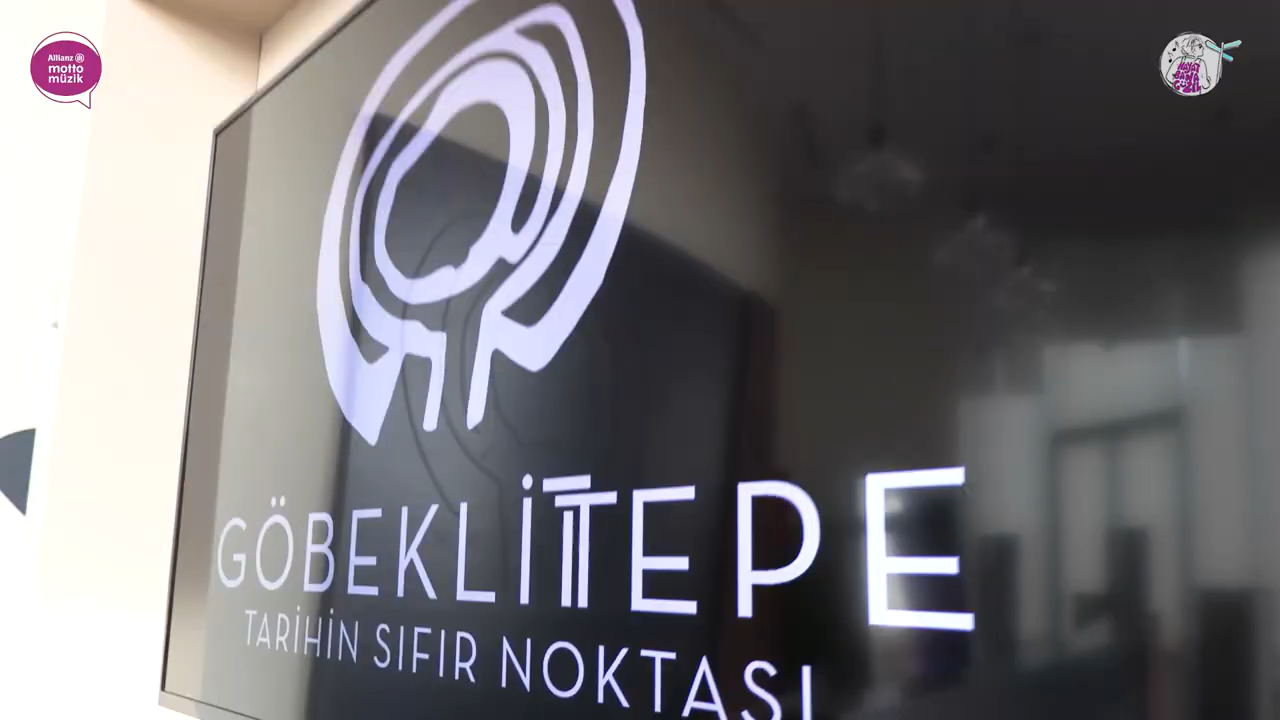 Allianz
motto
müzik
GÖBEKLİTEPE
TARİHİN SIFIR NOKTASI